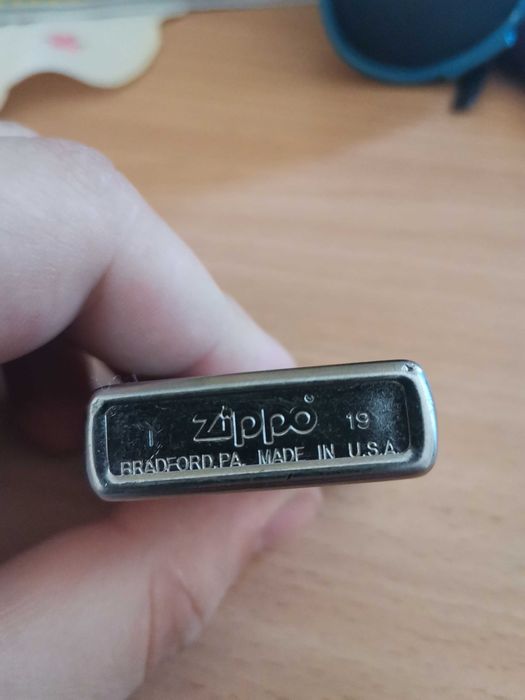 I Zippo® 19
BRADFORD,PA. MADE IN U.S.A.